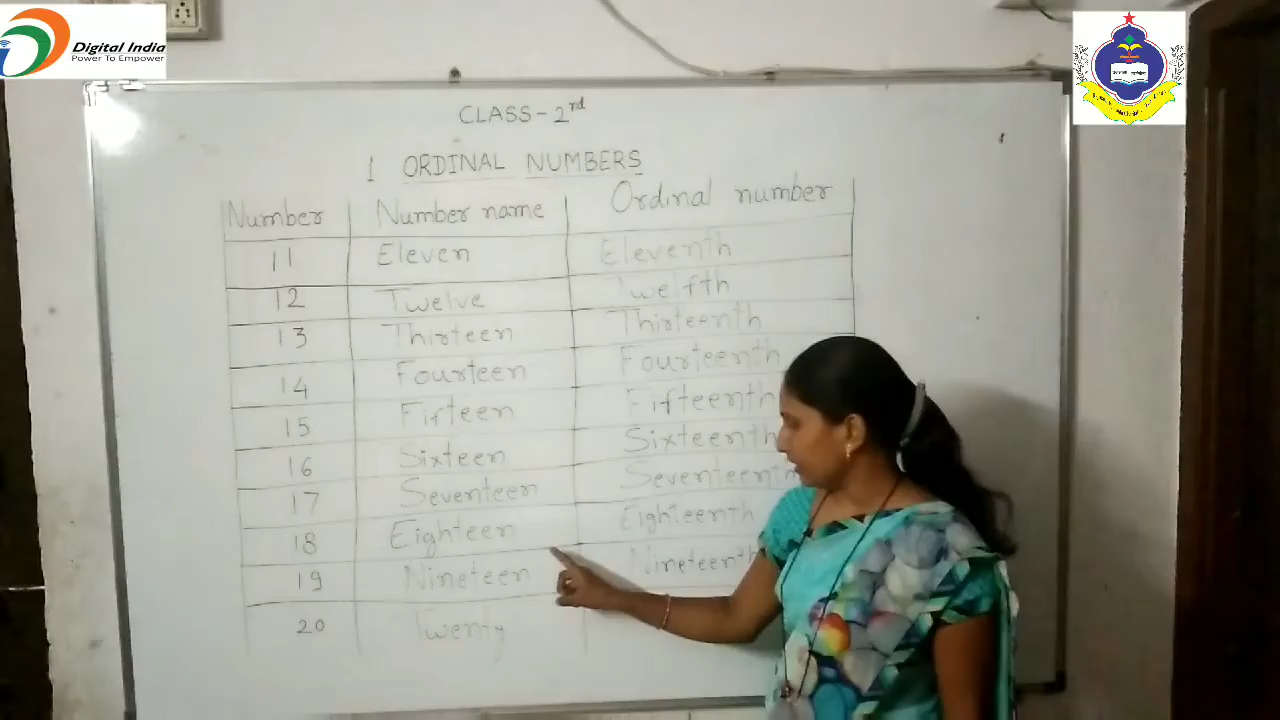 Digital India
Power To Empower
CLASS - 2nd
1 ORDINAL NUMBERS
Number Number name Ordinal number
11 Eleven Eleventh
12 Twelve Twelfth
13 Thirteen Thirteenth
14 Fourteen Fourteenth
15 Fifteen Fifteenth
16 Sixteen Sixteenth
17 Seventeen Seventeenth
18 Eighteen Eighteenth
19 Nineteen Nineteenth
20 Twenty